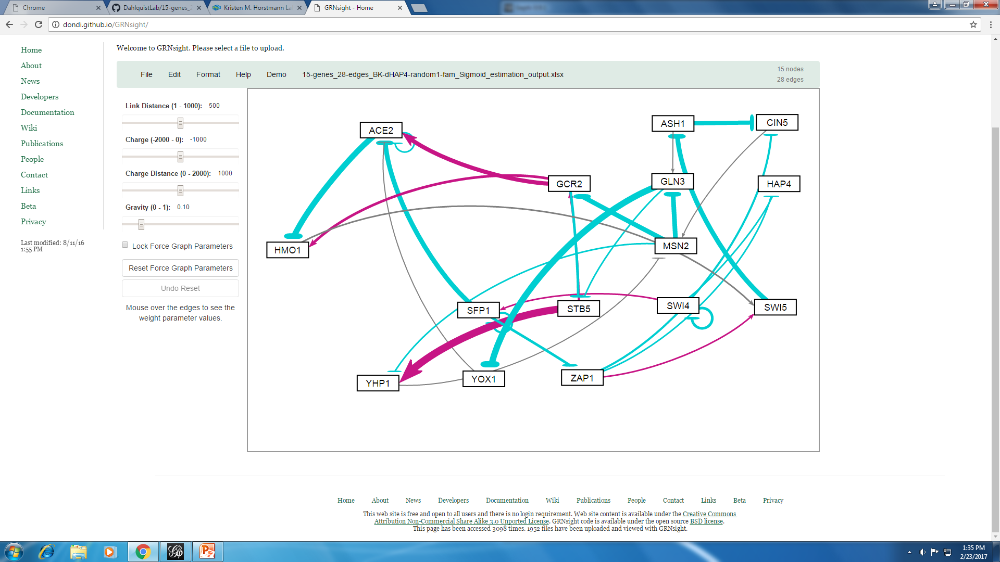 Chrome
DahlquistLab/15-genes_2
Kristen M. Horstmann La
GRNsight - Home
dondi.github.io/GRNsight/
Home
About
News
Developers
Documentation
Wiki
Publications
People
Contact
Links
Beta
Privacy
Last modified: 8/11/16
1:55 PM
Welcome to GRNsight. Please select a file to upload.
File Edit Format Help Demo 15-genes_28-edges_BK-dHAP4-random1-fam_Sigmoid_estimation_output.xlsx
15 nodes
28 edges
Link Distance (1 - 1000): 500
Charge (-2000 - 0): -1000
Charge Distance (0 - 2000): 1000
Gravity (0 - 1): 0.10
Lock Force Graph Parameters
Reset Force Graph Parameters
Undo Reset
Mouse over the edges to see the
weight parameter values.
ACE2
ASH1
CIN5
GCR2
GLN3
HAP4
HMO1
MSN2
SFP1
STB5
SWI4
SWI5
YHP1
YOX1
ZAP1
Home About News Developers Documentation Wiki Publications People Contact Links Beta Privacy
This web site is free and open to all users and there is no login requirement. Web site content is available under the Creative Commons
Attribution Non-Commercial Share Alike 3.0 Unported License. GRNsight code is available under the open source BSD license.
This page has been accessed 3098 times. 1952 files have been uploaded and viewed with GRNsight.
1:35 PM
2/23/2017